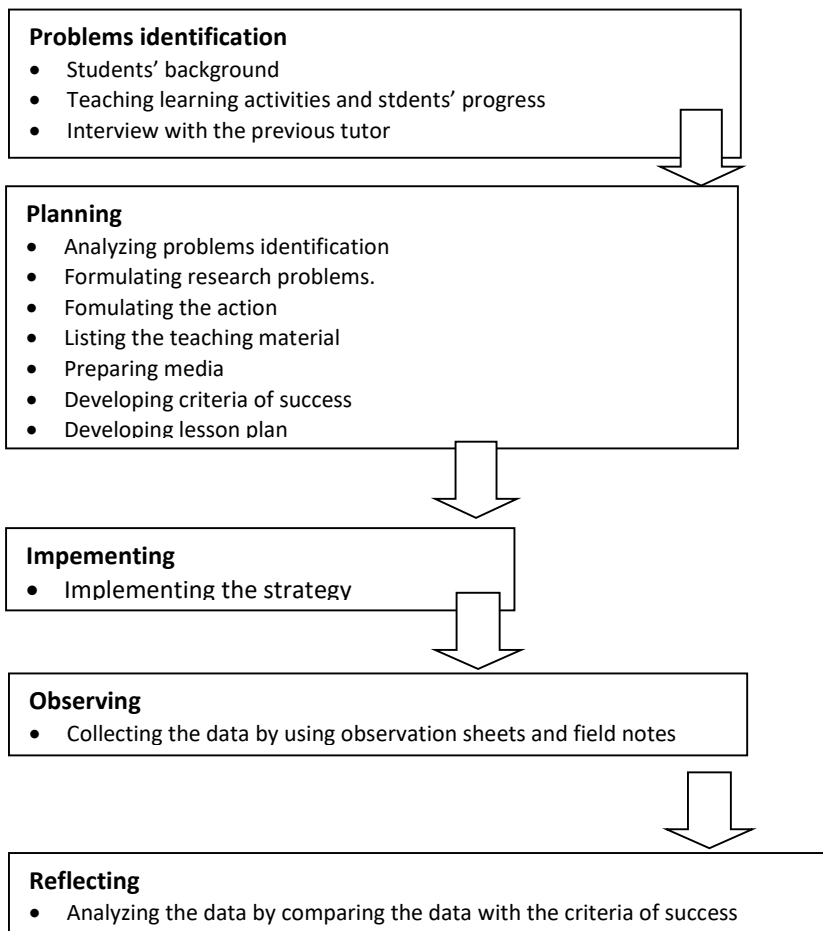 Problems identification
• Students’ background
• Teaching learning activities and stdents’ progress
• Interview with the previous tutor
Planning
• Analyzing problems identification
• Formulating research problems.
• Fomulating the action
• Listing the teaching material
• Preparing media
• Developing criteria of success
• Developing lesson plan
Impementing
• Implementing the strategy
Observing
• Collecting the data by using observation sheets and field notes
Reflecting
• Analyzing the data by comparing the data with the criteria of success